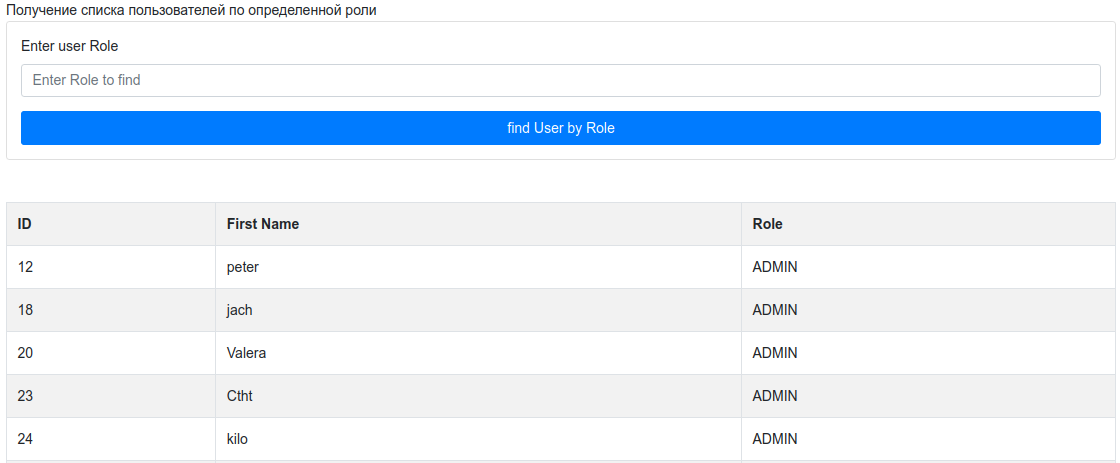 Получение списка пользователей по определенной роли
Enter user Role
Enter Role to find
find User by Role
ID First Name Role
12 peter ADMIN
18 jach ADMIN
20 Valera ADMIN
23 Ctht ADMIN
24 kilo ADMIN